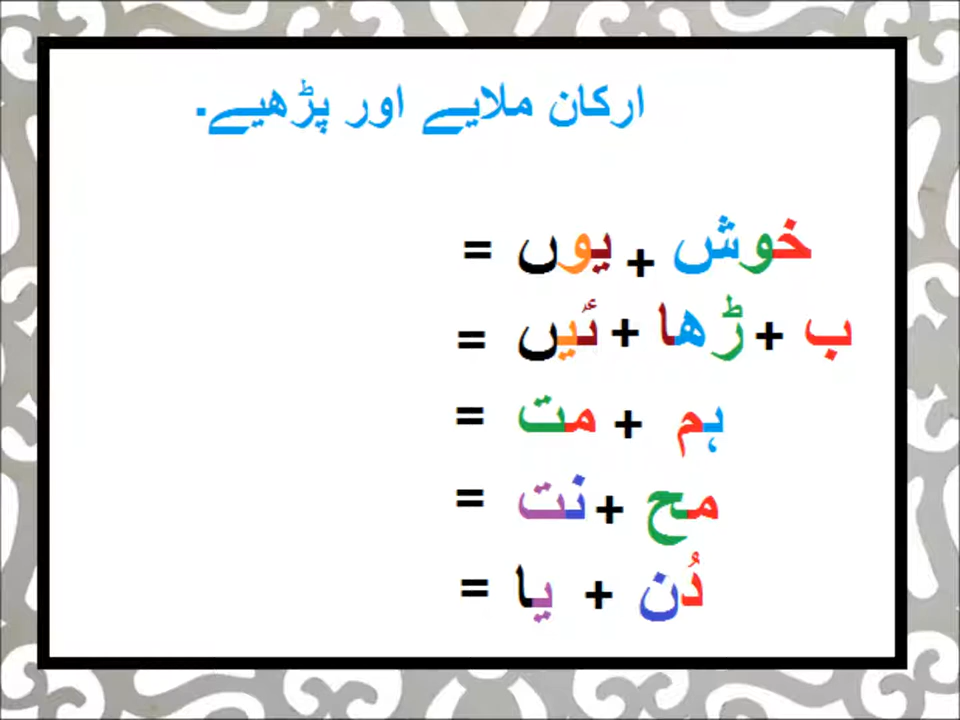 ارکان ملایے اور پڑھیے۔
خوش + یوں =
ب + ڑھا + ئیں =
ہم + مت =
مح + نت =
دُن + یا =